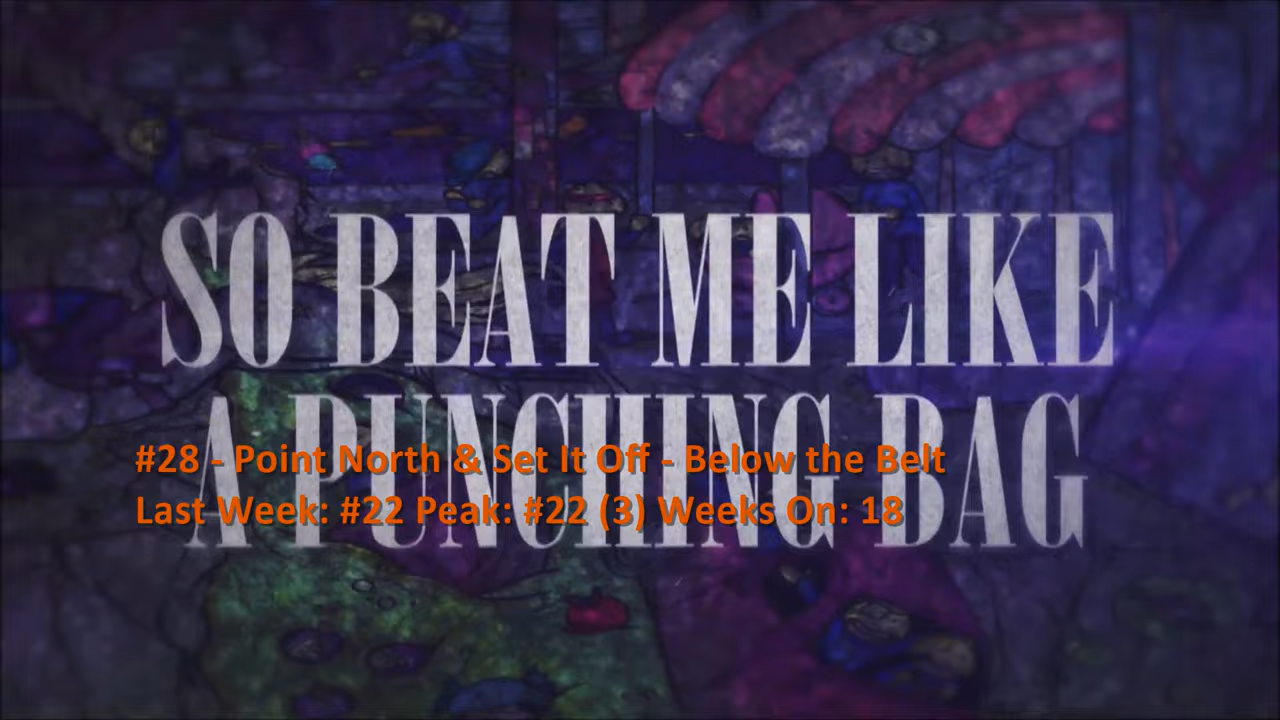 SO BEAT ME LIKE
A PUNCHING BAG
#28 - Point North & Set It Off - Below the Belt
Last Week: #22 Peak: #22 (3) Weeks On: 18